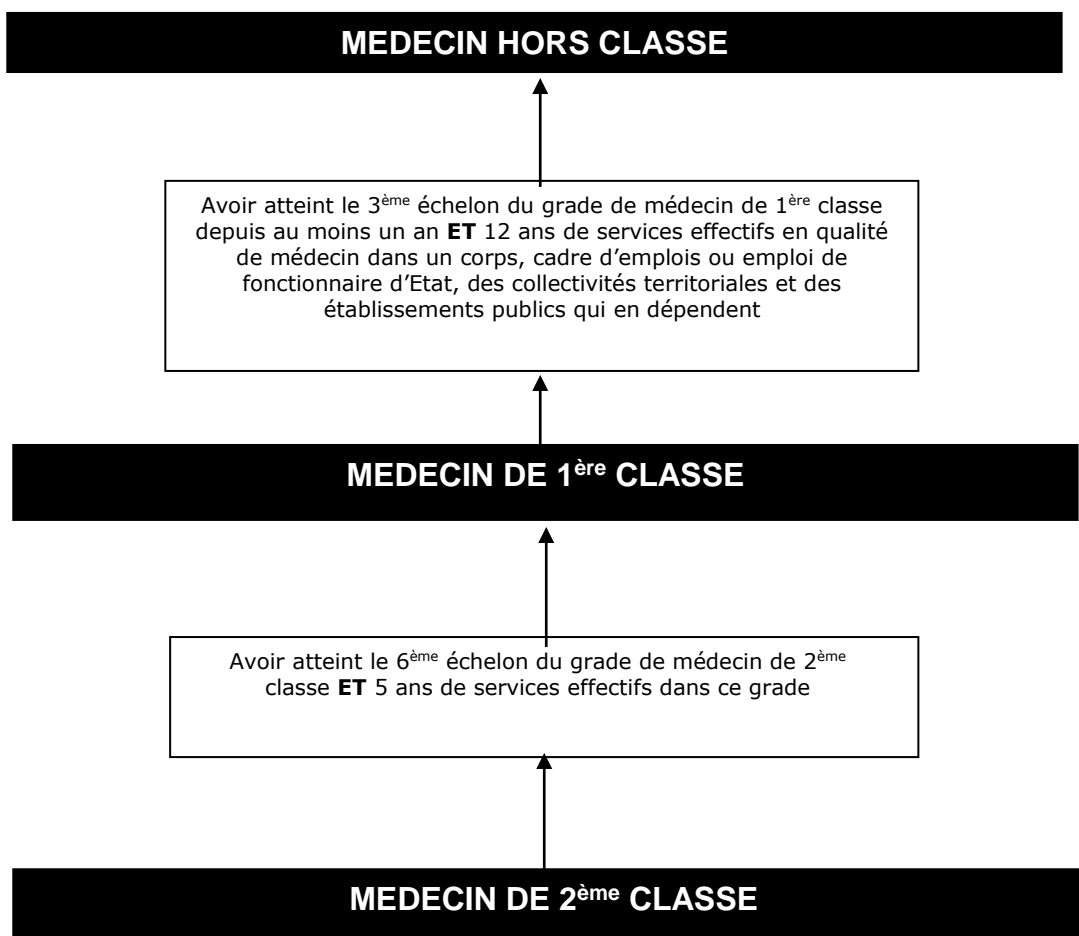 MEDECIN HORS CLASSE
Avoir atteint le 3ème échelon du grade de médecin de 1ère classe
depuis au moins un an ET 12 ans de services effectifs en qualité
de médecin dans un corps, cadre d'emplois ou emploi de
fonctionnaire d'Etat, des collectivités territoriales et des
établissements publics qui en dépendent
MEDECIN DE 1ère CLASSE
Avoir atteint le 6ème échelon du grade de médecin de 2ème
classe ET 5 ans de services effectifs dans ce grade
MEDECIN DE 2ème CLASSE